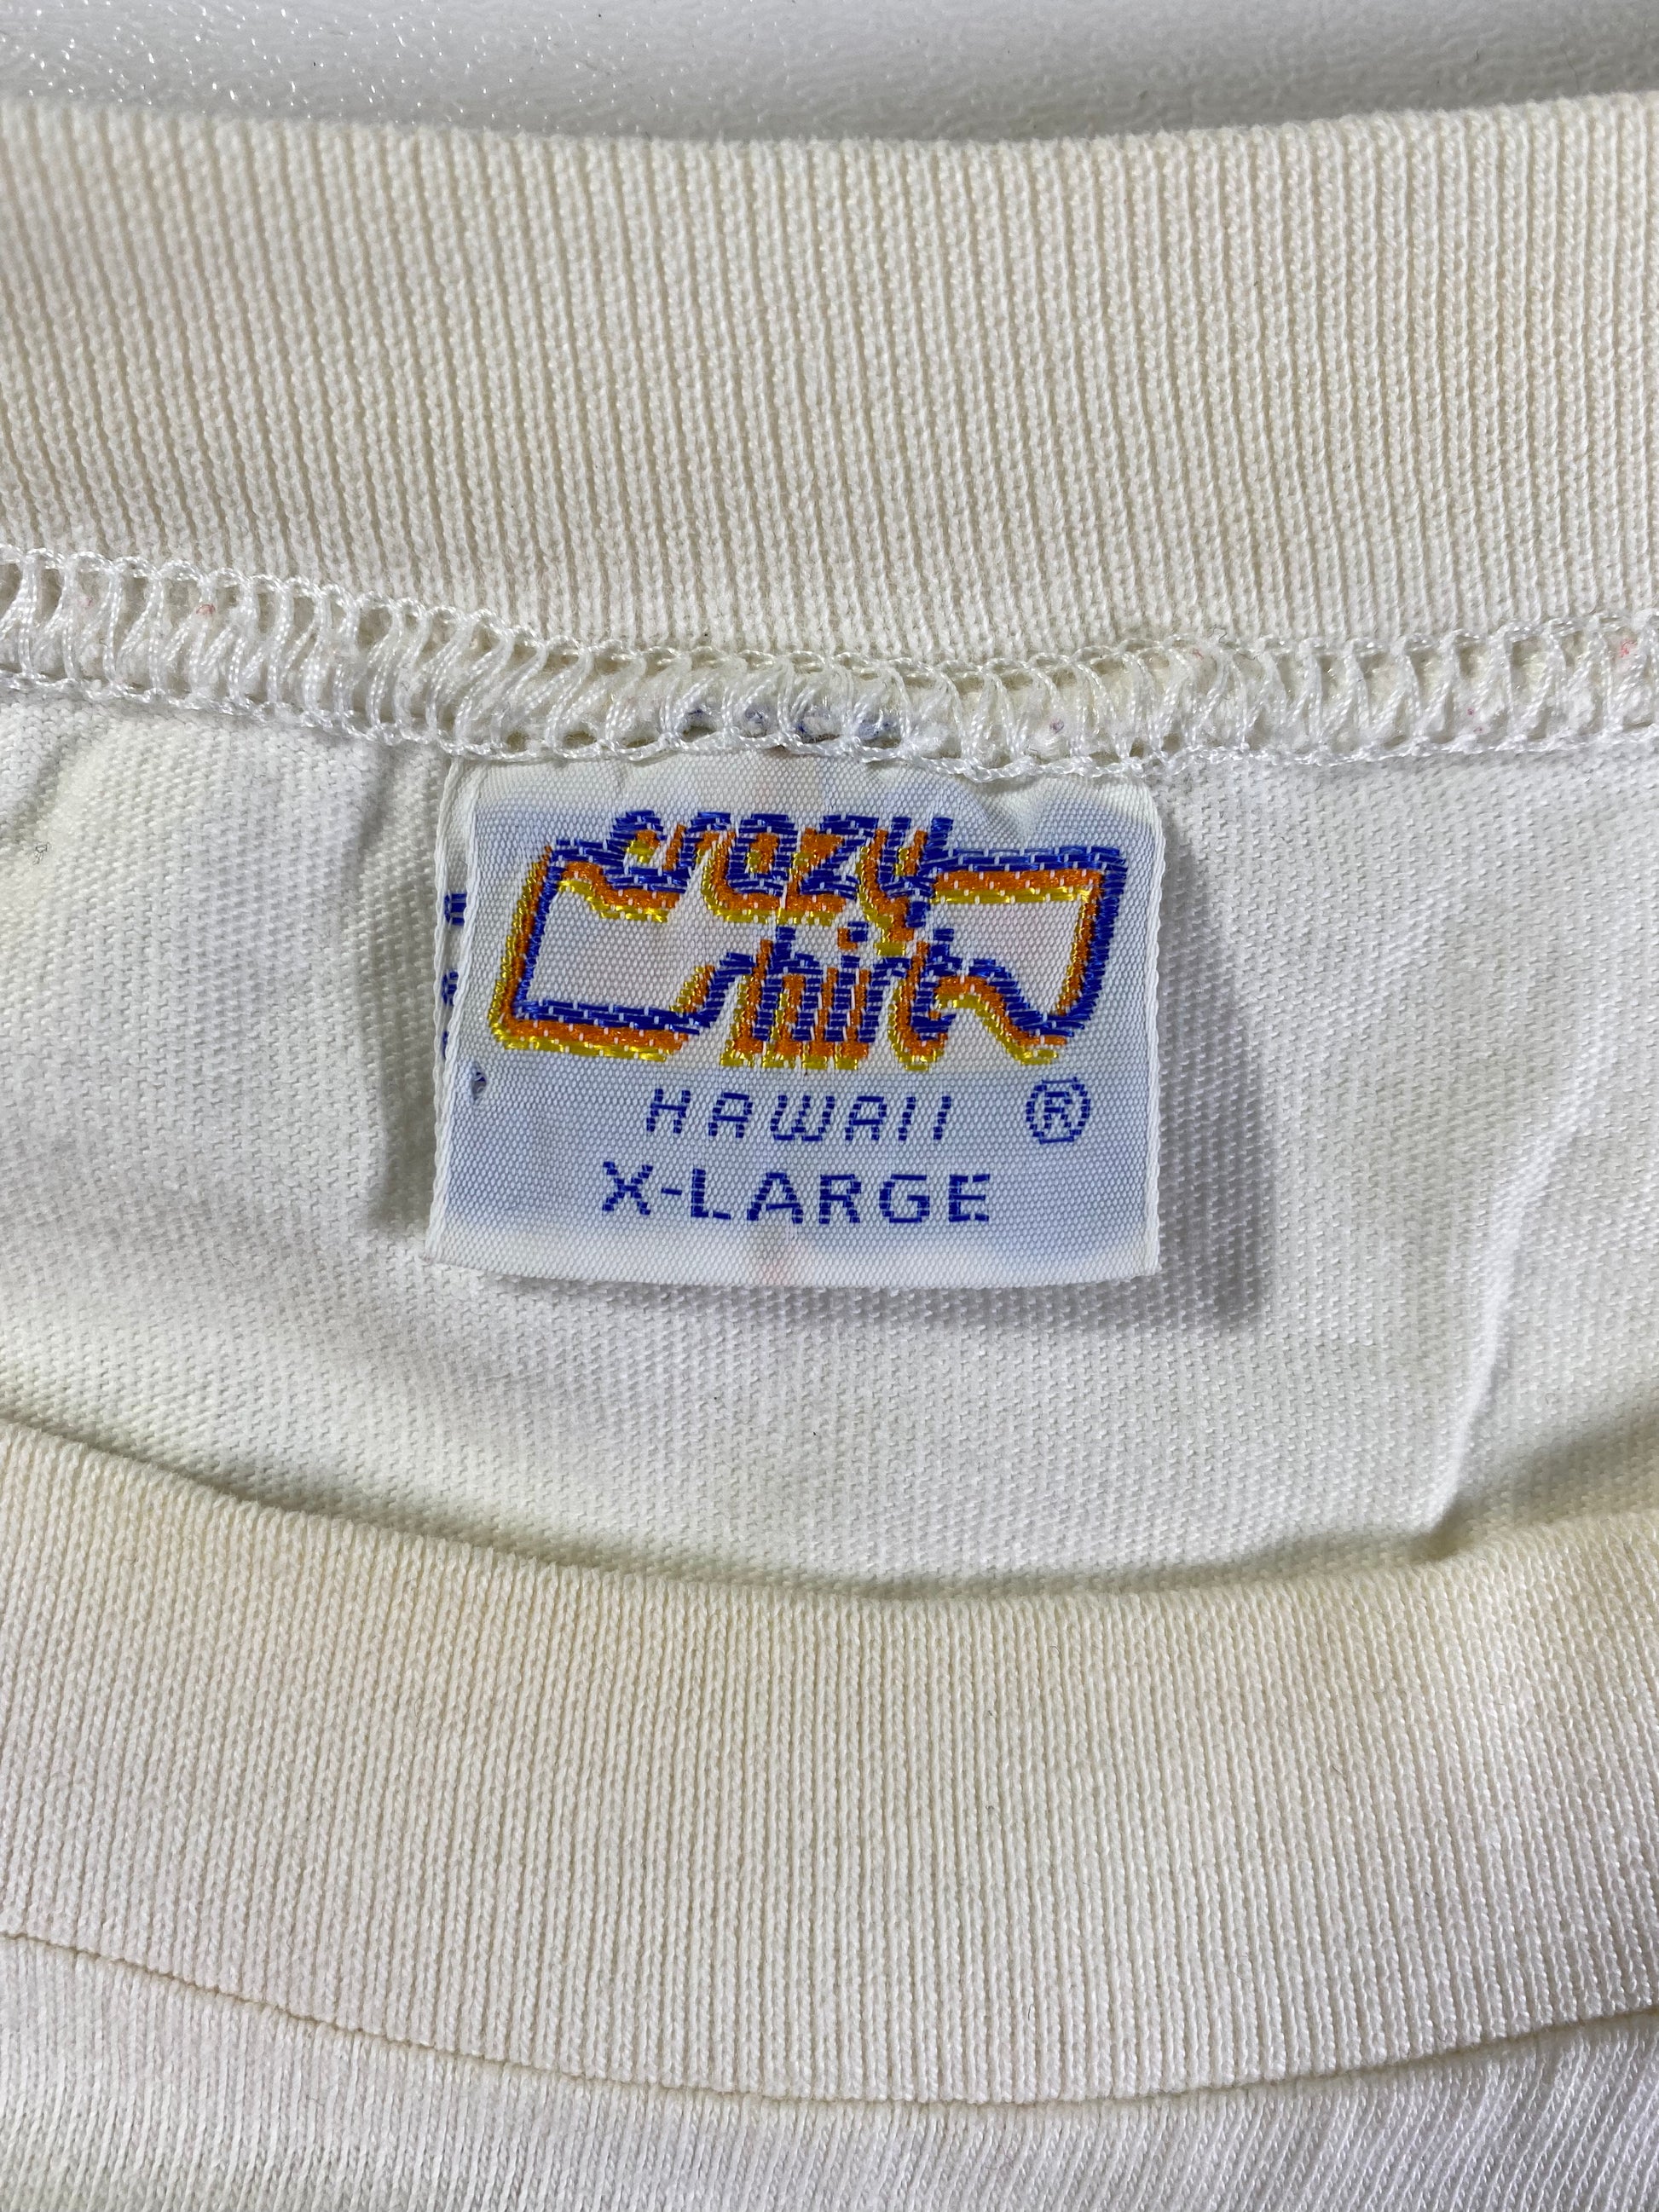 crazy
shirt
HAWAII ®
X-LARGE